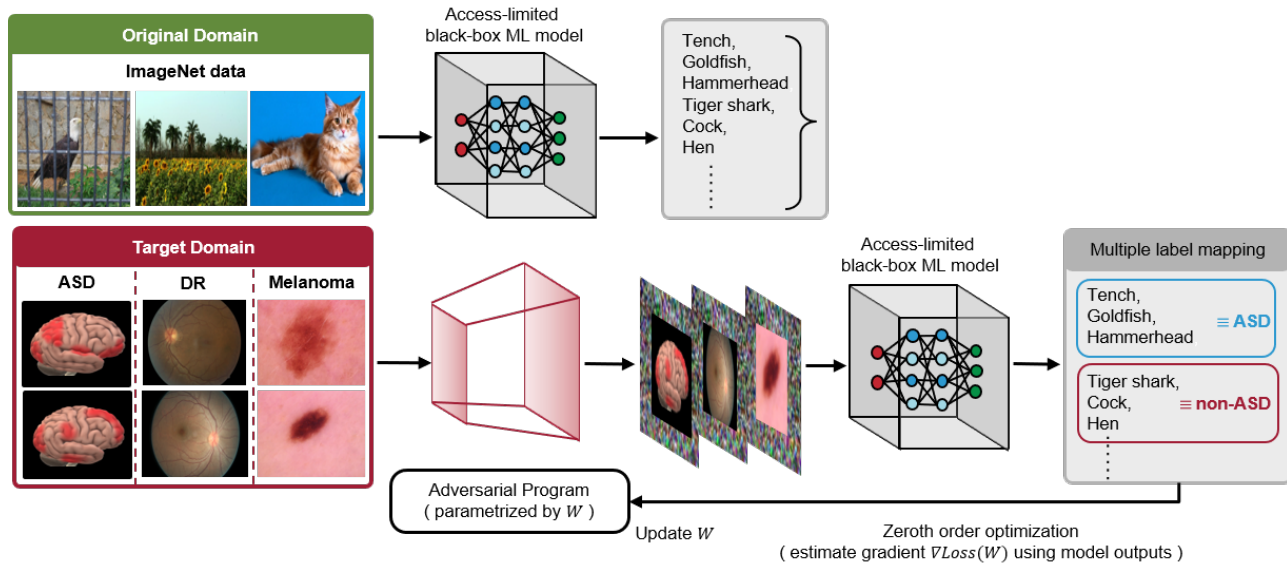 Original Domain
ImageNet data
Access-limited
black-box ML model
Tench,
Goldfish,
Hammerhead,
Tiger shark,
Cock,
Hen
Target Domain
ASD
DR
Melanoma
Access-limited
black-box ML model
Multiple label mapping
Tench,
Goldfish,
Hammerhead,
≡ ASD
Tiger shark,
Cock,
Hen
≡ non-ASD
Adversarial Program
( parametrized by W )
Update W
Zeroth order optimization
( estimate gradient ∇Loss(W) using model outputs )